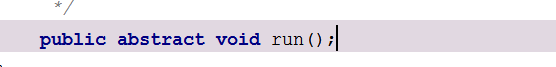 */
public abstract void run();